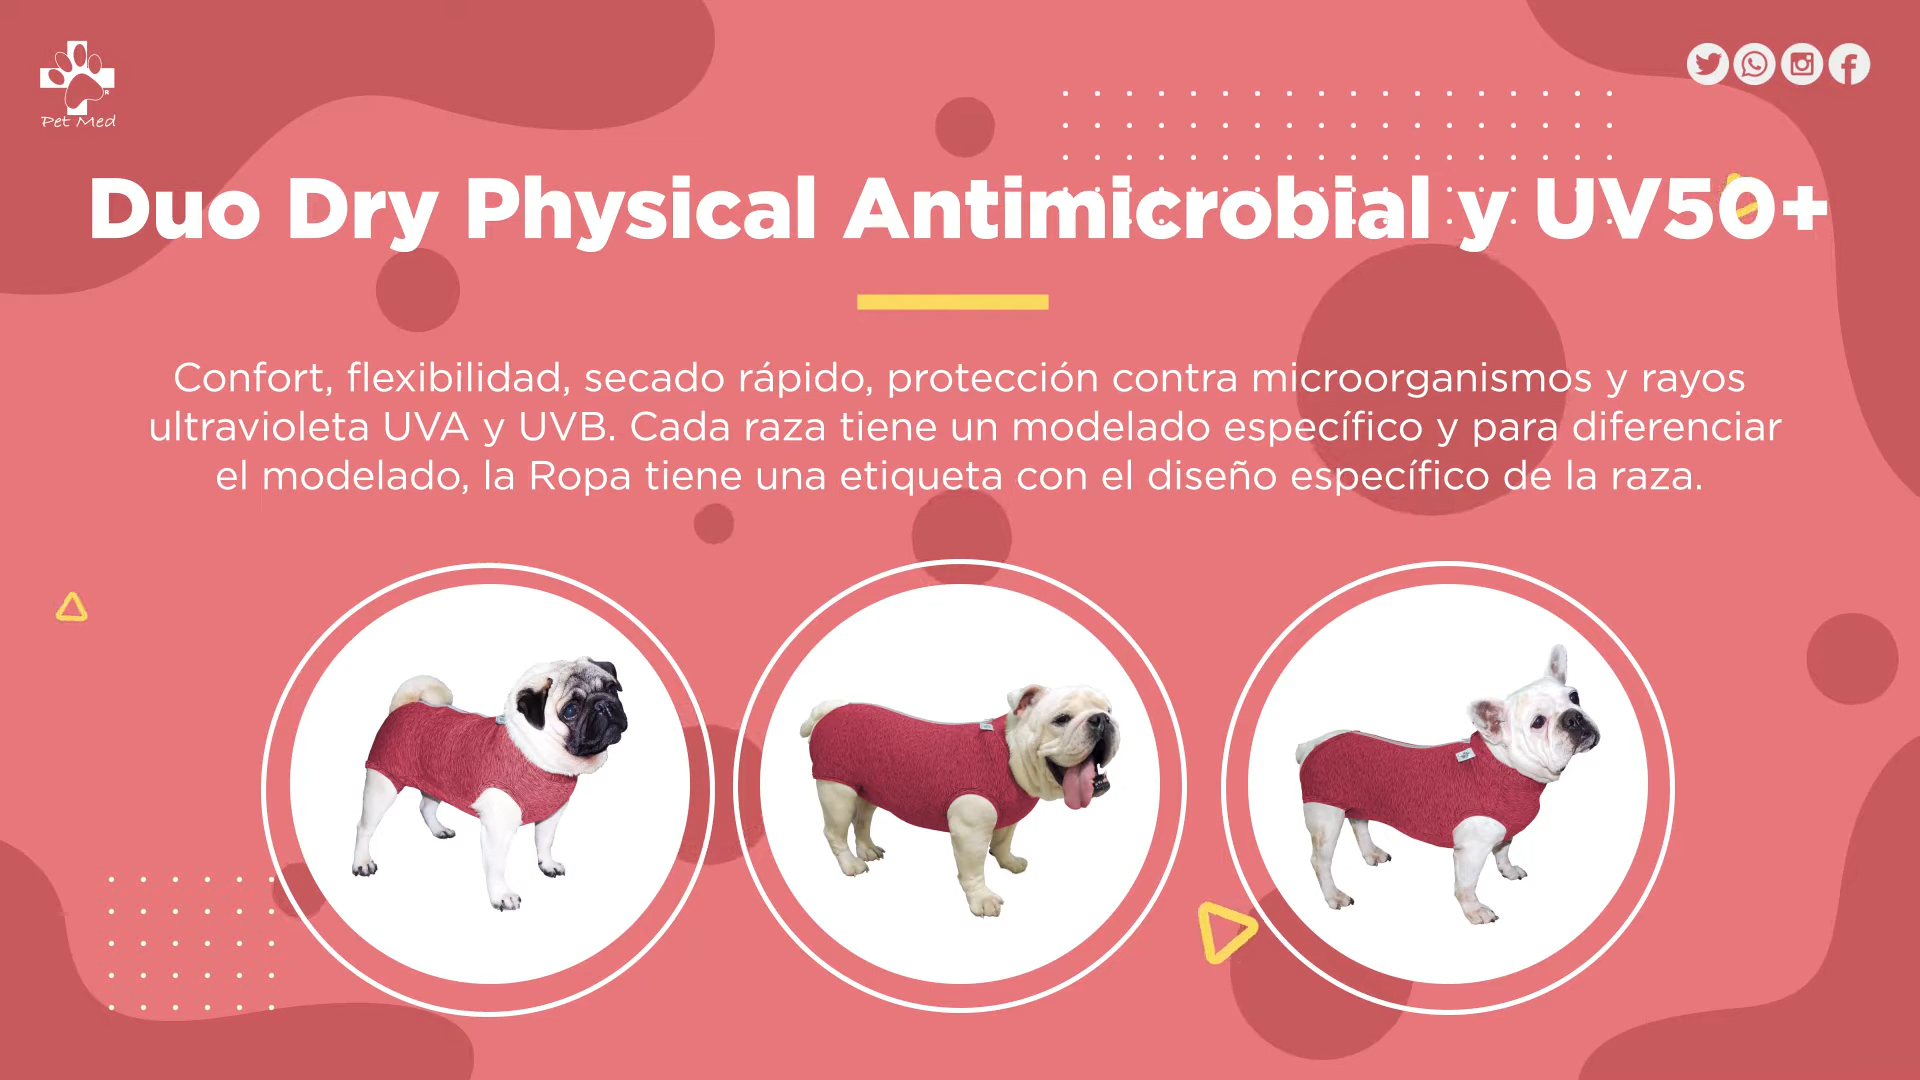 Pet Med
Duo Dry Physical Antimicrobial y UV50+
Confort, flexibilidad, secado rápido, protección contra microorganismos y rayos
ultravioleta UVA y UVB. Cada raza tiene un modelado específico y para diferenciar
el modelado, la Ropa tiene una etiqueta con el diseño específico de la raza.